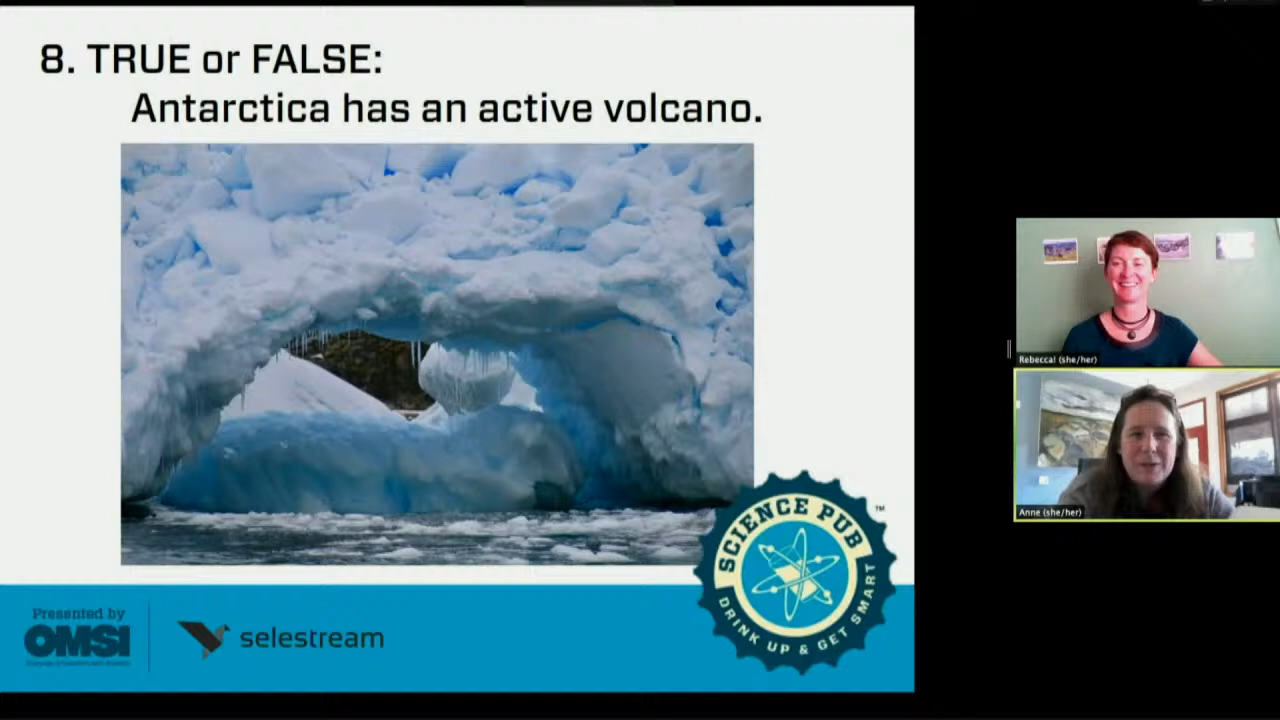 8. TRUE or FALSE:
Antarctica has an active volcano.
Rebecca! (she/her)
Anne (she/her)
SCIENCE PUB
DRINK UP & GET SMART
™
Presented by
OMSI
selestream